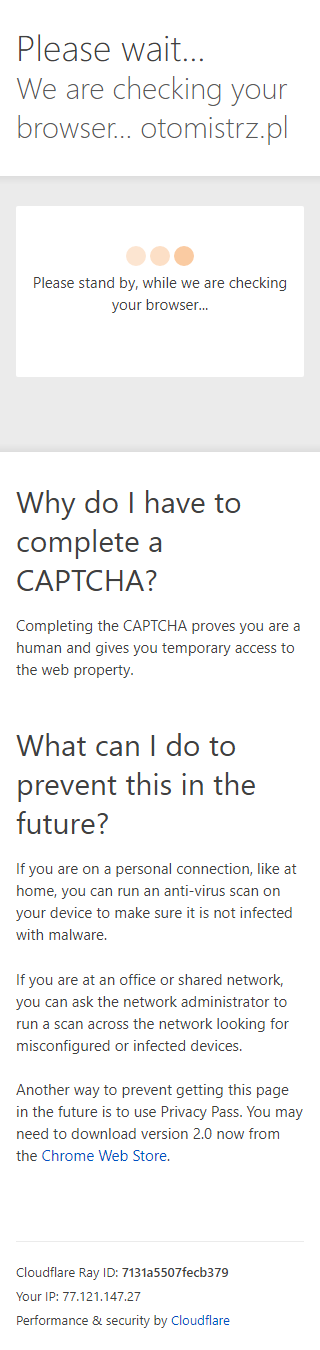 Please wait...
We are checking your
browser... otomistrz.pl
Please stand by, while we are checking
your browser...
Why do I have to
complete a
CAPTCHA?
Completing the CAPTCHA proves you are a
human and gives you temporary access to
the web property.
What can I do to
prevent this in the
future?
If you are on a personal connection, like at
home, you can run an anti-virus scan on
your device to make sure it is not infected
with malware.
If you are at an office or shared network,
you can ask the network administrator to
run a scan across the network looking for
misconfigured or infected devices.
Another way to prevent getting this page
in the future is to use Privacy Pass. You may
need to download version 2.0 now from
the Chrome Web Store.
Cloudflare Ray ID: 7131a5507fecb379
Your IP: 77.121.147.27
Performance & security by Cloudflare